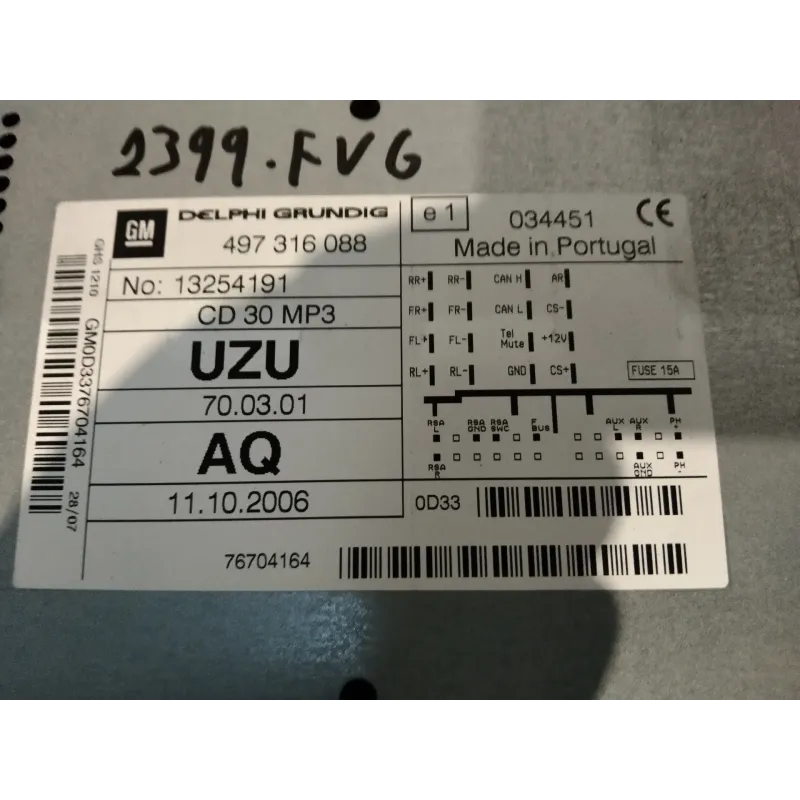 2399.FVG
GM
DELPHI GRUNDIG
497 316 088
e1
034451
CE
Made in Portugal
No: 13254191
CD 30 MP3
UZU
70.03.01
AQ
11.10.2006
GHS 1210
GM0D3376704164
28/07
RR+ RR- CAN H AR
FR+ FR- CAN L CS-
FL+ FL- Tel Mute +12V
RL+ RL- GND CS+
FUSE 15A
RSA L
RSA GND
RSA SWC
F BUS
AUX L
AUX R
PH +
RSA R
AUX GND
PH -
0D33
76704164